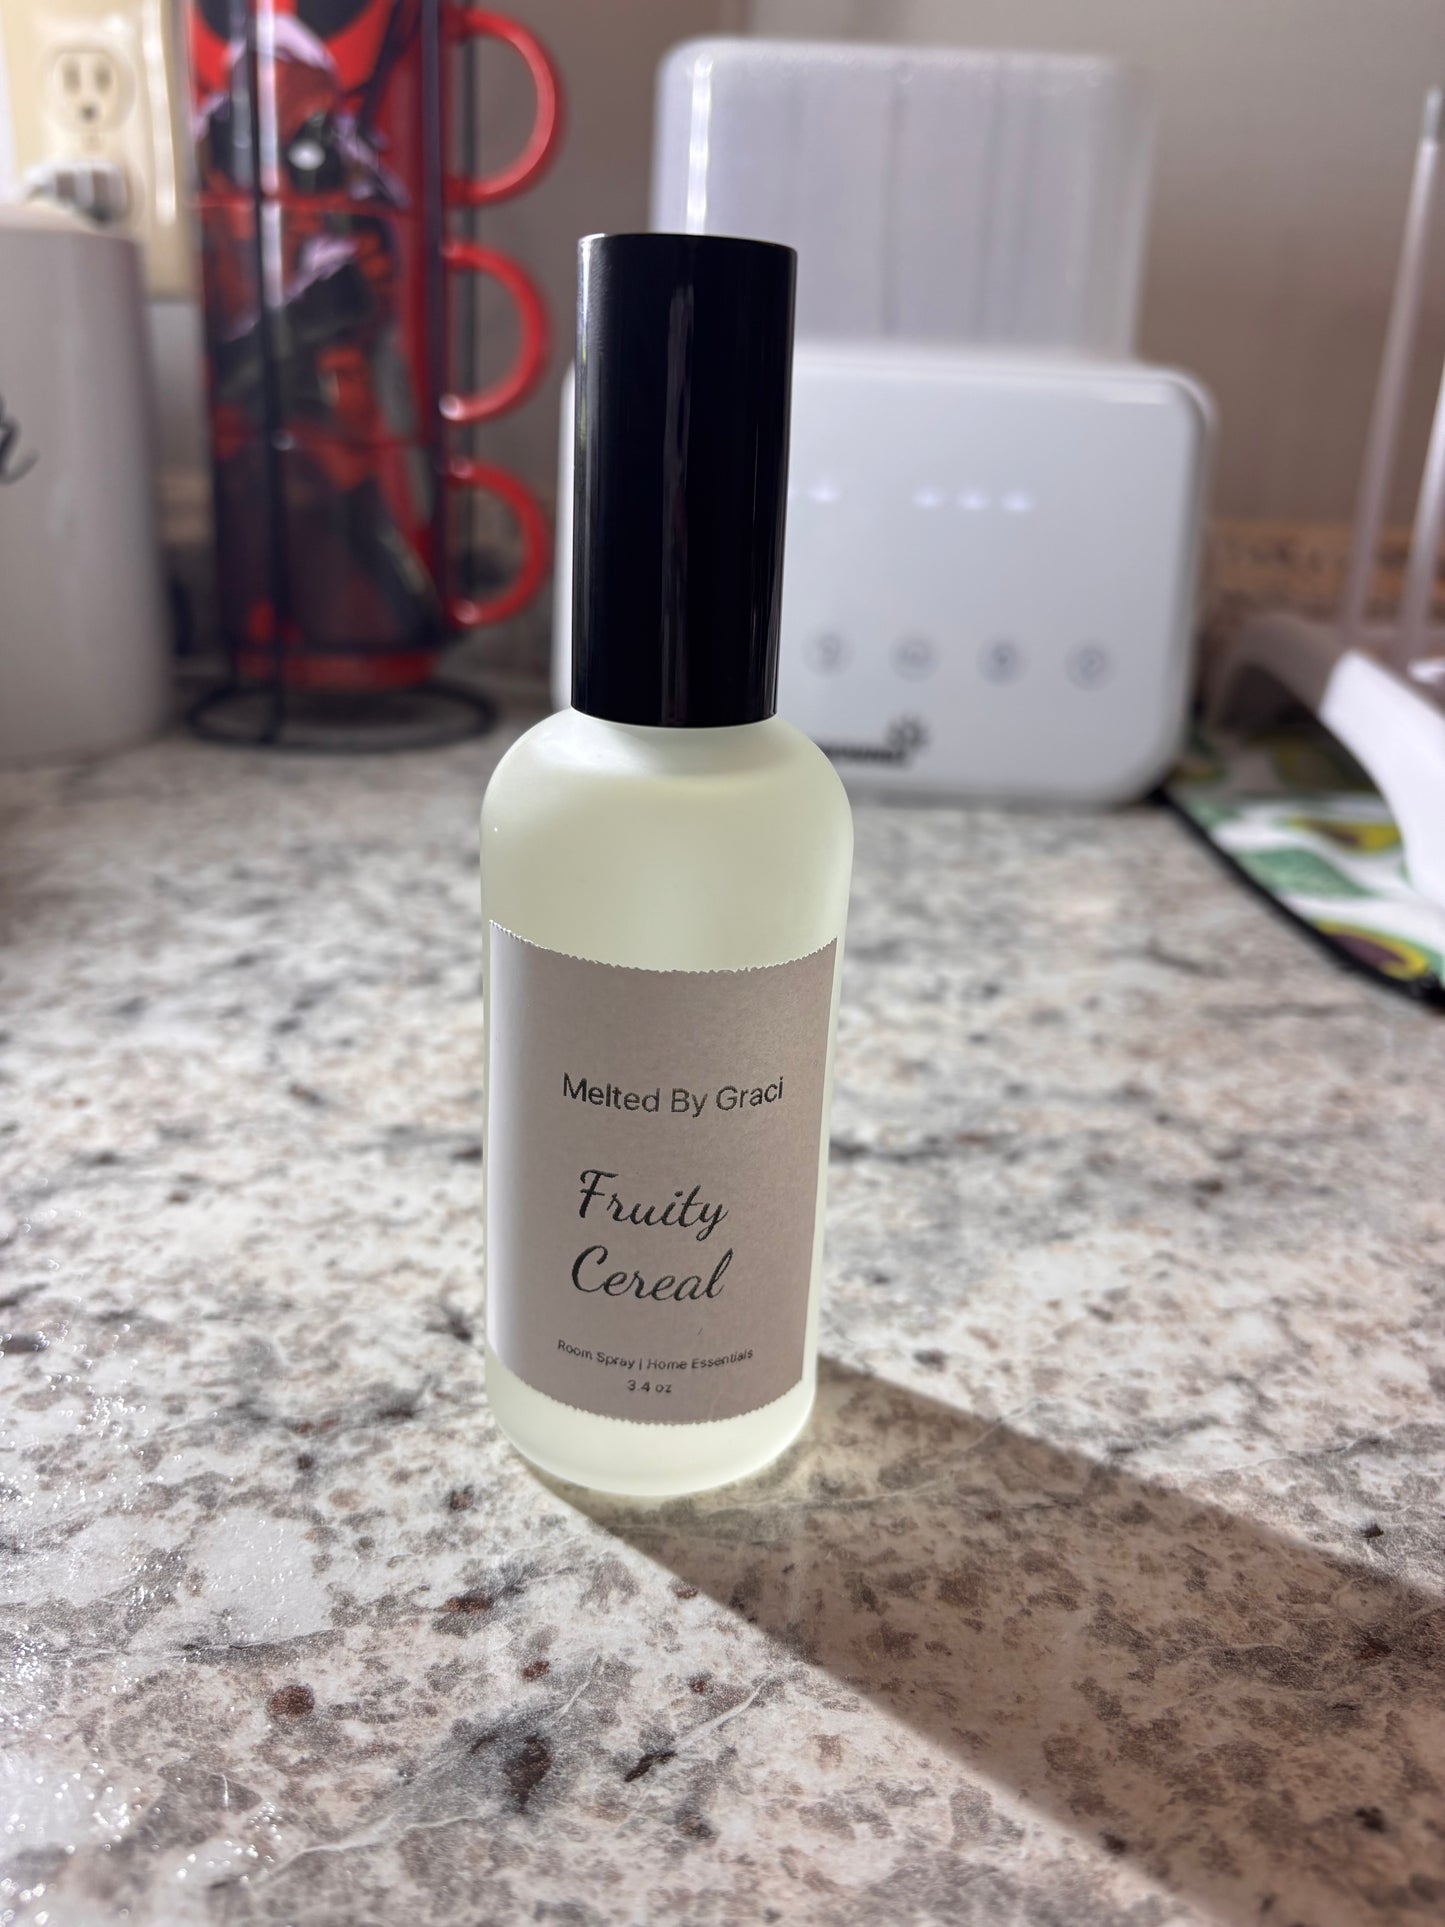 Melted By Graci
Fruity
Cereal
Room Spray | Home Essentials
3.4 oz